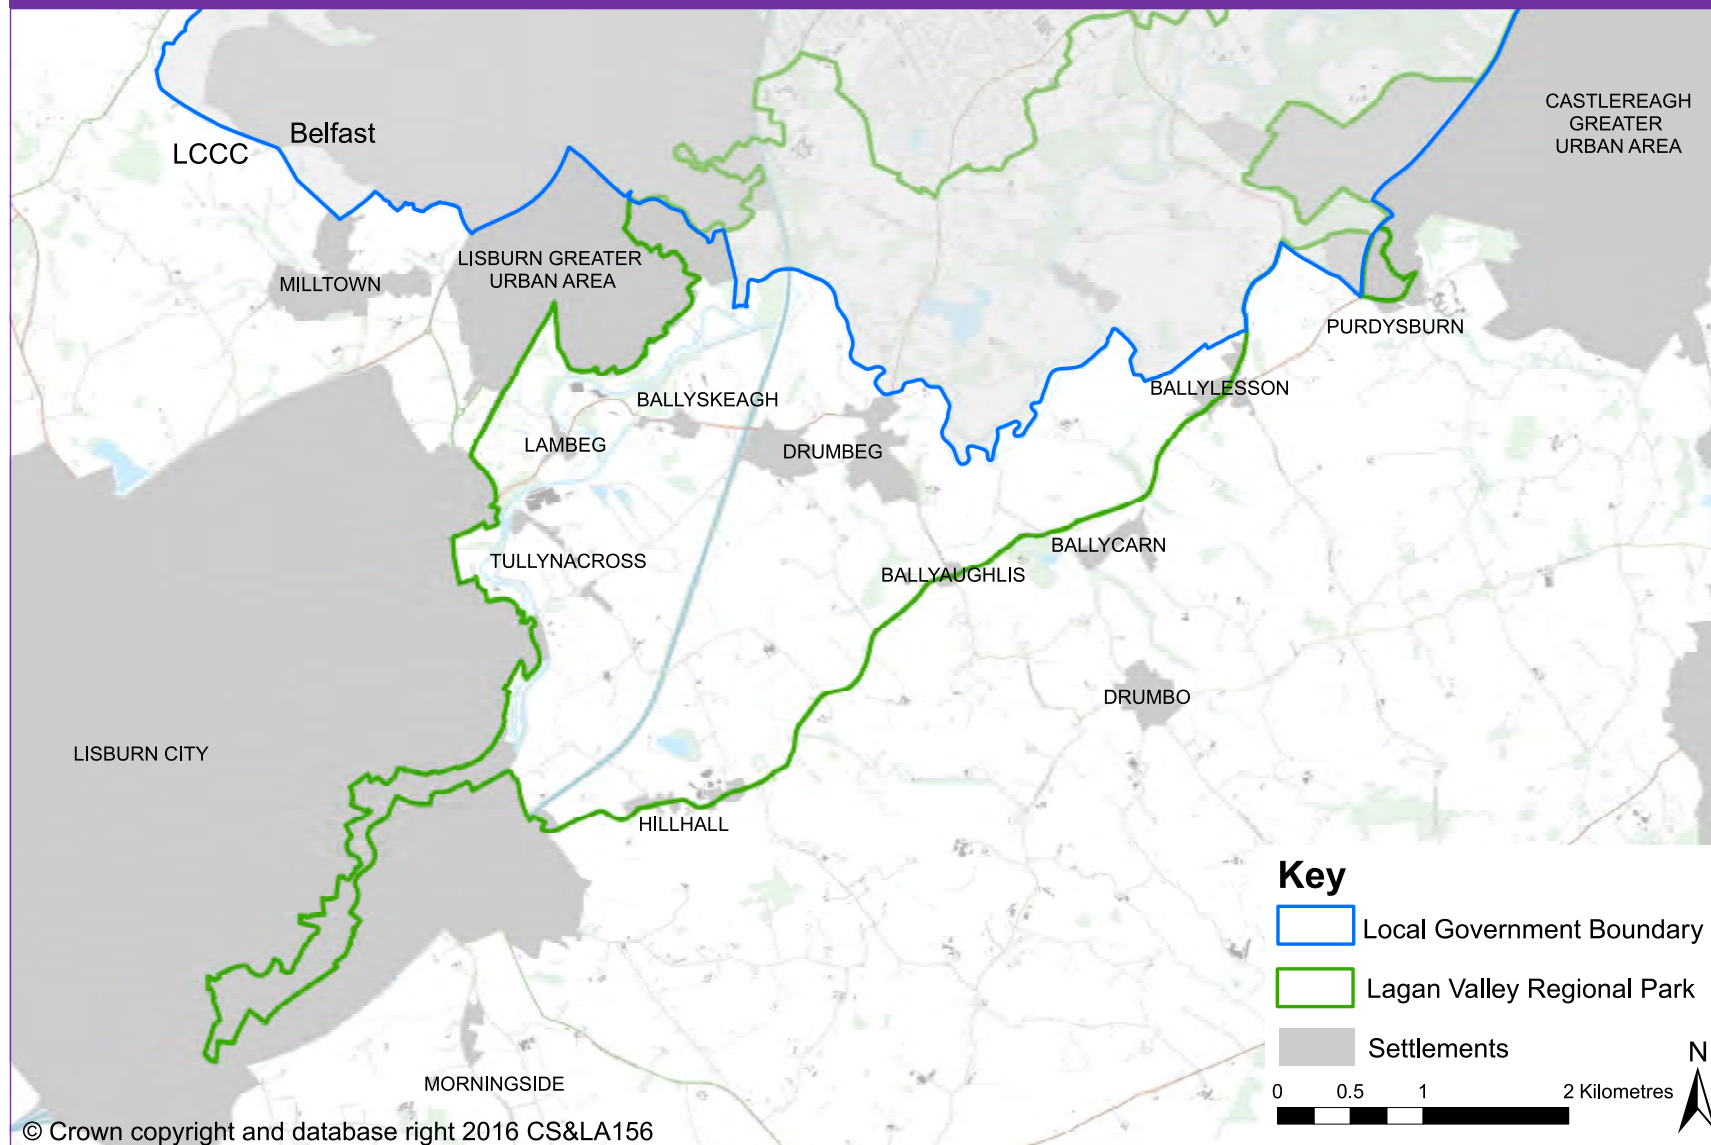 CASTLEREAGH
GREATER
URBAN AREA
Belfast
LCCC
LISBURN GREATER
URBAN AREA
MILLTOWN
PURDYSBURN
BALLYLESSON
BALLYSKEAGH
LAMBEG
DRUMBEG
BALLYCARN
TULLYNACROSS
BALLYAUGHLIS
DRUMBO
LISBURN CITY
HILLHALL
MORNINGSIDE
Key
Local Government Boundary
Lagan Valley Regional Park
Settlements
N
0 0.5 1 2 Kilometres
© Crown copyright and database right 2016 CS&LA156